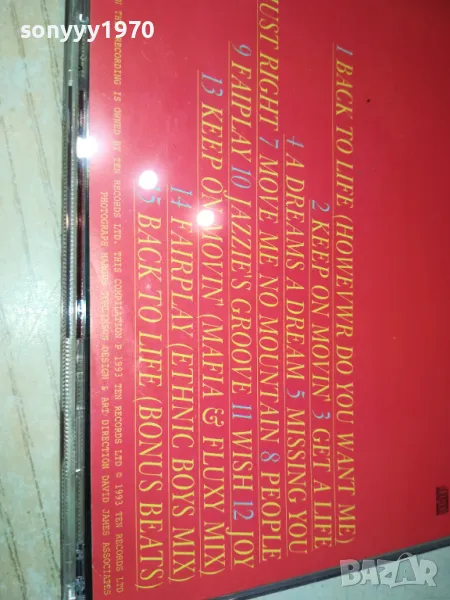 sonyyy1970
1 BACK TO LIFE (HOWEVWR DO YOU WANT ME)
2 KEEP ON MOVIN' 3 GET A LIFE
4 A DREAMS A DREAM 5 MISSING YOU
JUST RIGHT 7 MOVE ME NO MOUNTAIN 8 PEOPLE
9 FAIPLAY 10 JAZZIE'S GROOVE 11 WISH 12 JOY
13 KEEP ON MOVIN' (MAFIA & FLUXY MIX)
14 FAIRPLAY (ETHNIC BOYS MIX)
15 BACK TO LIFE (BONUS BEATS)
RECORDING IS OWNED BY TEN RECORDS LTD. THIS COMPILATION P 1993 TEN RECORDS LTD © 1993 TEN RECORDS LTD
DESIGN & ART DIRECTION DAVID JAMES ASSOCIATES
BAZAR.bg